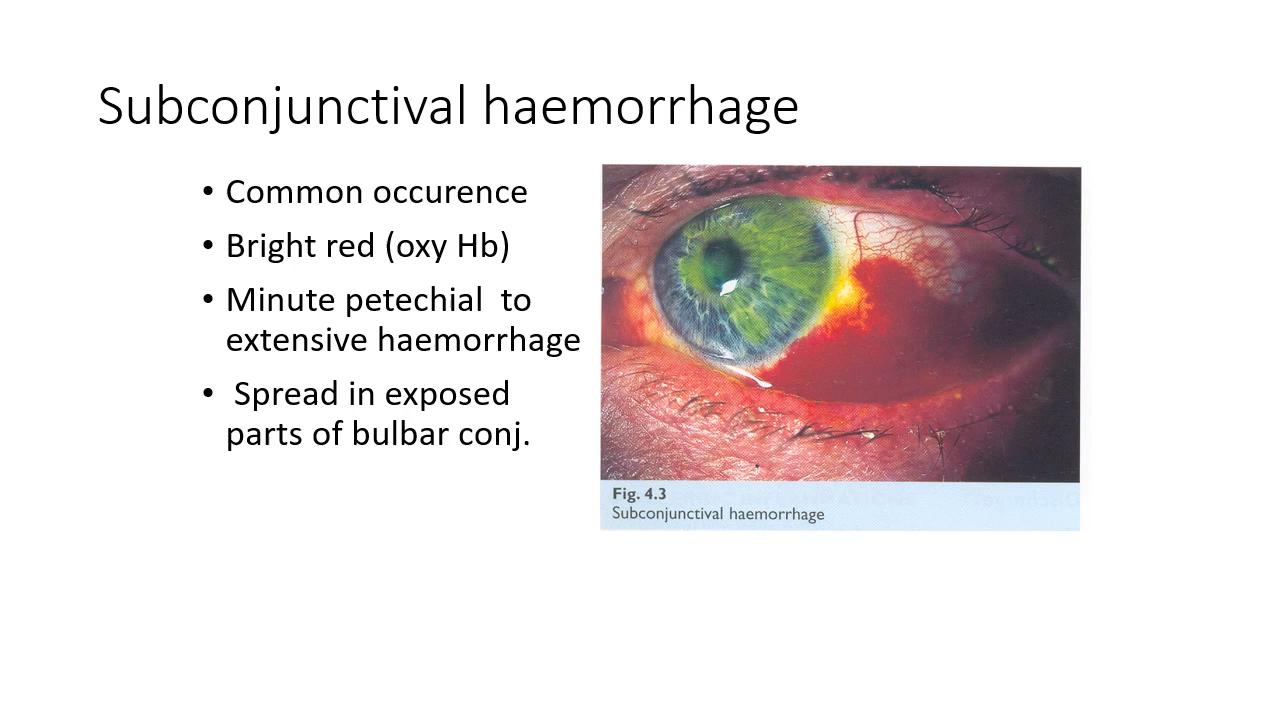 Subconjunctival haemorrhage
• Common occurence
• Bright red (oxy Hb)
• Minute petechial  to
extensive haemorrhage
•  Spread in exposed
parts of bulbar conj.
Fig. 4.3
Subconjunctival haemorrhage